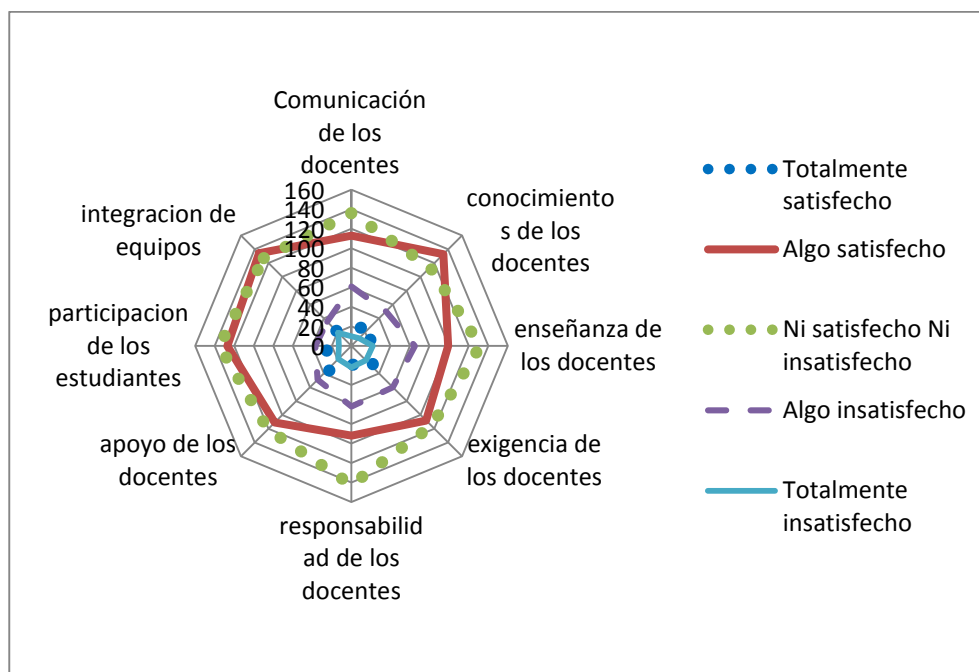 Comunicación
de los
docentes
conocimiento
s de los
docentes
enseñanza de
los docentes
exigencia de
los docentes
responsabilid
ad de los
docentes
apoyo de los
docentes
participacion
de los
estudiantes
integracion de
equipos
160
140
120
100
80
60
40
20
0
Totalmente
satisfecho
Algo satisfecho
Ni satisfecho Ni
insatisfecho
Algo insatisfecho
Totalmente
insatisfecho